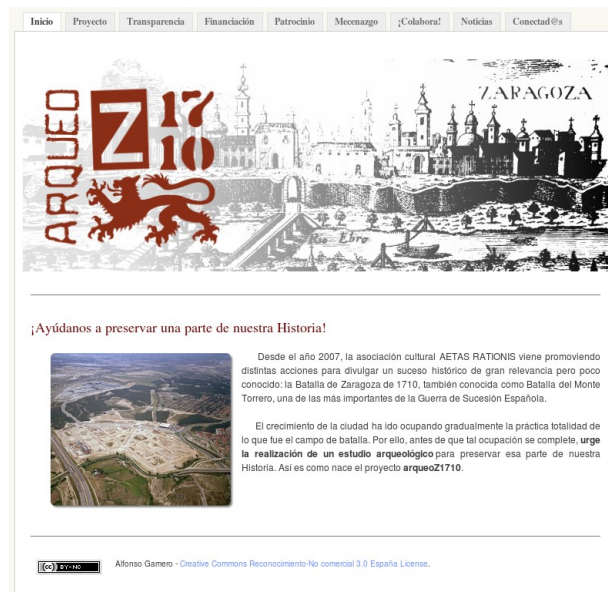 Inicio Proyecto Transparencia Financiación Patrocinio Mecenazgo ¡Colabora! Noticias Conectad@s
ARQUEO
Z 17
10
ZARAGOZA
Rio Ebro
¡Ayúdanos a preservar una parte de nuestra Historia!
Desde el año 2007, la asociación cultural AETAS RATIONIS viene promoviendo
distintas acciones para divulgar un suceso histórico de gran relevancia pero poco
conocido: la Batalla de Zaragoza de 1710, también conocida como Batalla del Monte
Torrero, una de las más importantes de la Guerra de Sucesión Española.
El crecimiento de la ciudad ha ido ocupando gradualmente la práctica totalidad de
lo que fue el campo de batalla. Por ello, antes de que tal ocupación se complete, urge
la realización de un estudio arqueológico para preservar esa parte de nuestra
Historia. Así es como nace el proyecto arqueoZ1710.
(cc) BY-NC
Alfonso Gamero - Creative Commons Reconocimiento-No comercial 3.0 España License.